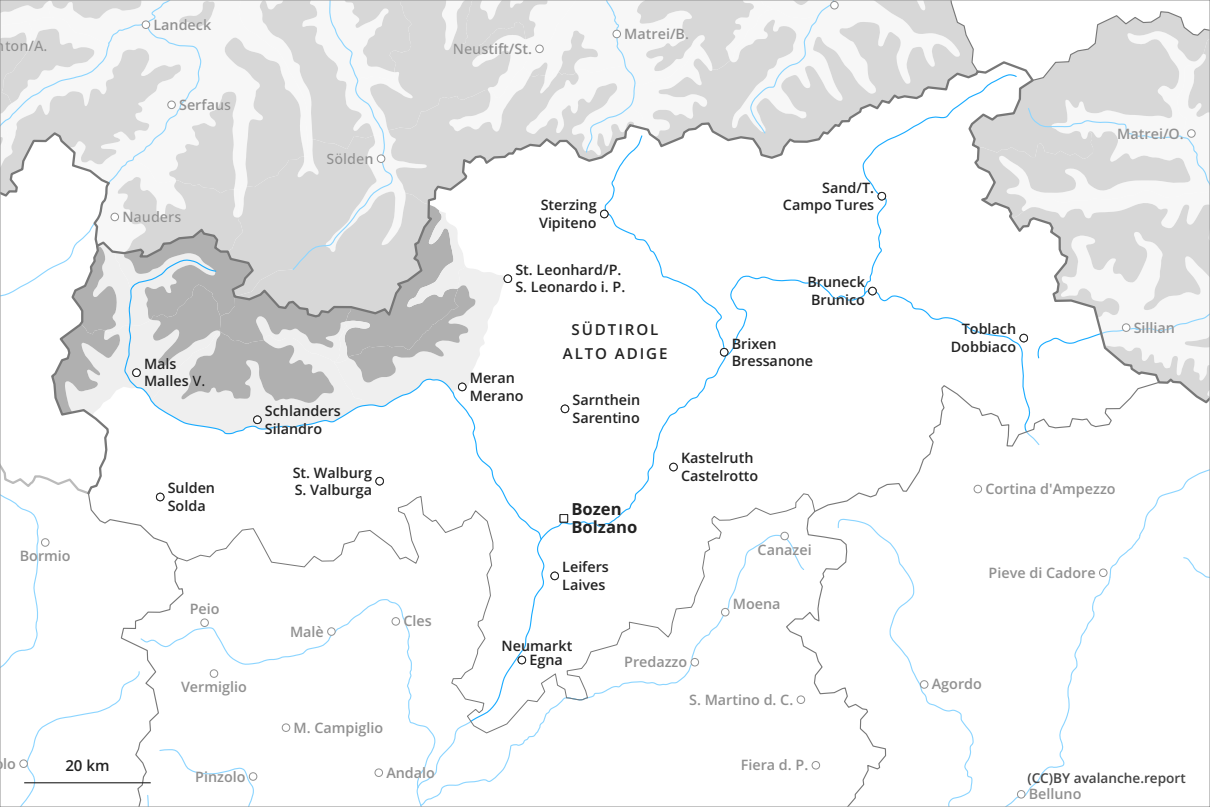 Landeck
nton/A.
Neustift/St.
Matrei/B.
Serfaus
Matrei/O.
Sölden
Nauders
Sand/T.
Campo Tures
Sterzing
Vipiteno
St. Leonhard/P.
S. Leonardo i. P.
Bruneck
Brunico
SÜDTIROL
ALTO ADIGE
Toblach
Dobbiaco
Sillian
Brixen
Bressanone
Mals
Malles V.
Meran
Merano
Sarnthein
Sarentino
Schlanders
Silandro
Kastelruth
Castelrotto
St. Walburg
S. Valburga
Sulden
Solda
Cortina d'Ampezzo
Bozen
Bolzano
Bormio
Canazei
Leifers
Laives
Pieve di Cadore
Peio
Moena
Malè
Cles
Neumarkt
Egna
Predazzo
Vermiglio
Agordo
S. Martino d. C.
M. Campiglio
olo
20 km
Pinzolo
Andalo
Fiera d. P.
(CC)BY avalanche.report
Belluno